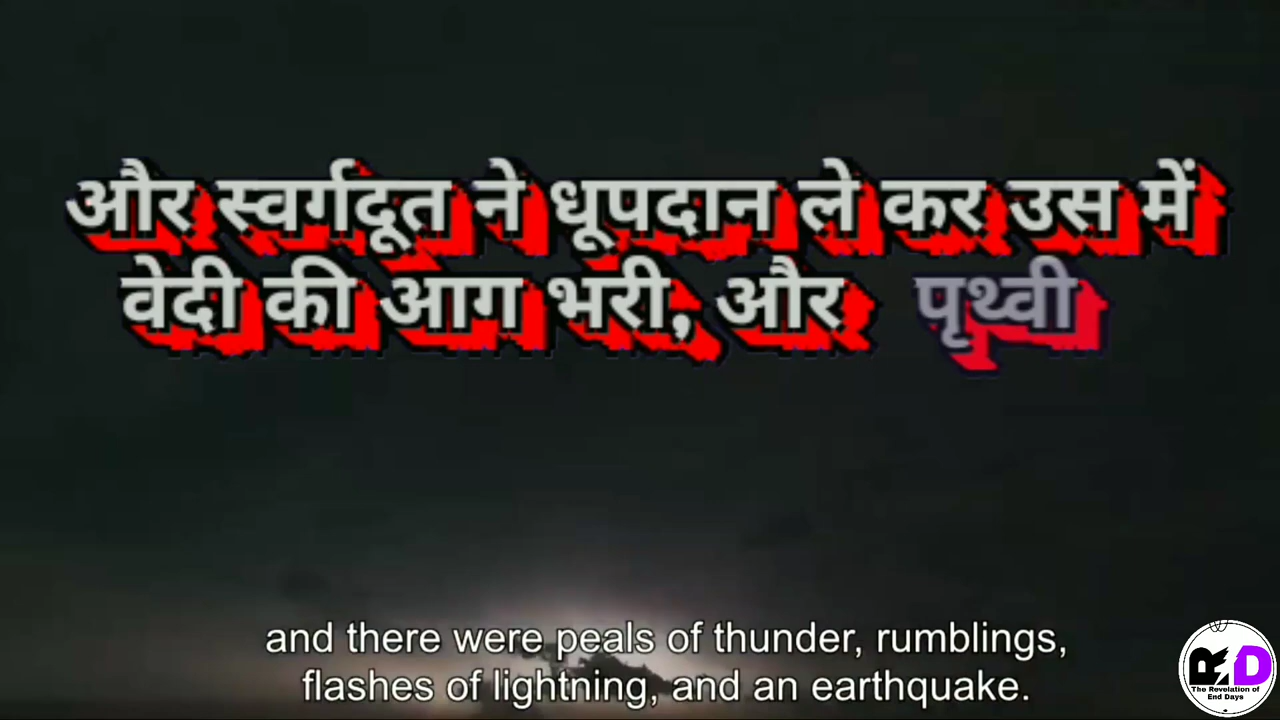 और स्वर्गदूत ने धूपदान ले कर उस में
वेदी की आग भरी, और पृथ्वी
and there were peals of thunder, rumblings,
flashes of lightning, and an earthquake.
The Revelation of
End Days